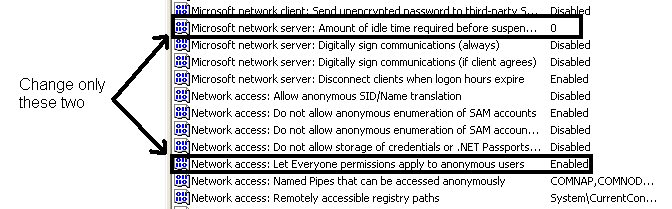 Microsoft network client: Send unencrypted password to third-party S... Disabled
Microsoft network server: Amount of idle time required before suspen... 0
Microsoft network server: Digitally sign communications (always) Disabled
Microsoft network server: Digitally sign communications (if client agrees) Disabled
Microsoft network server: Disconnect clients when logon hours expire Enabled
Change only
these two
Network access: Allow anonymous SID/Name translation Disabled
Network access: Do not allow anonymous enumeration of SAM accounts Enabled
Network access: Do not allow anonymous enumeration of SAM accoun... Disabled
Network access: Do not allow storage of credentials or .NET Passports... Disabled
Network access: Let Everyone permissions apply to anonymous users Enabled
Network access: Named Pipes that can be accessed anonymously COMNAP,COMNOD...
Network access: Remotely accessible registry paths System\CurrentCon...